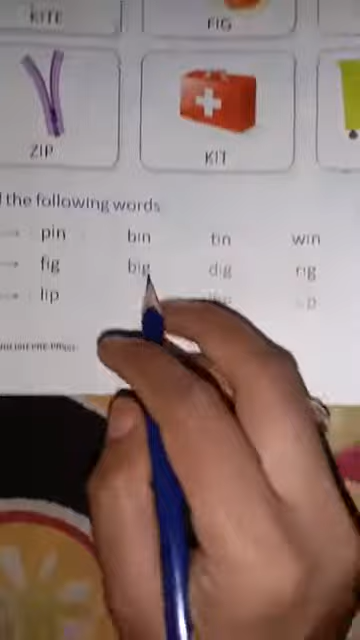 KITE FIG
ZIP KIT
the following words
pin bin tin win
fig big dig rig
lip